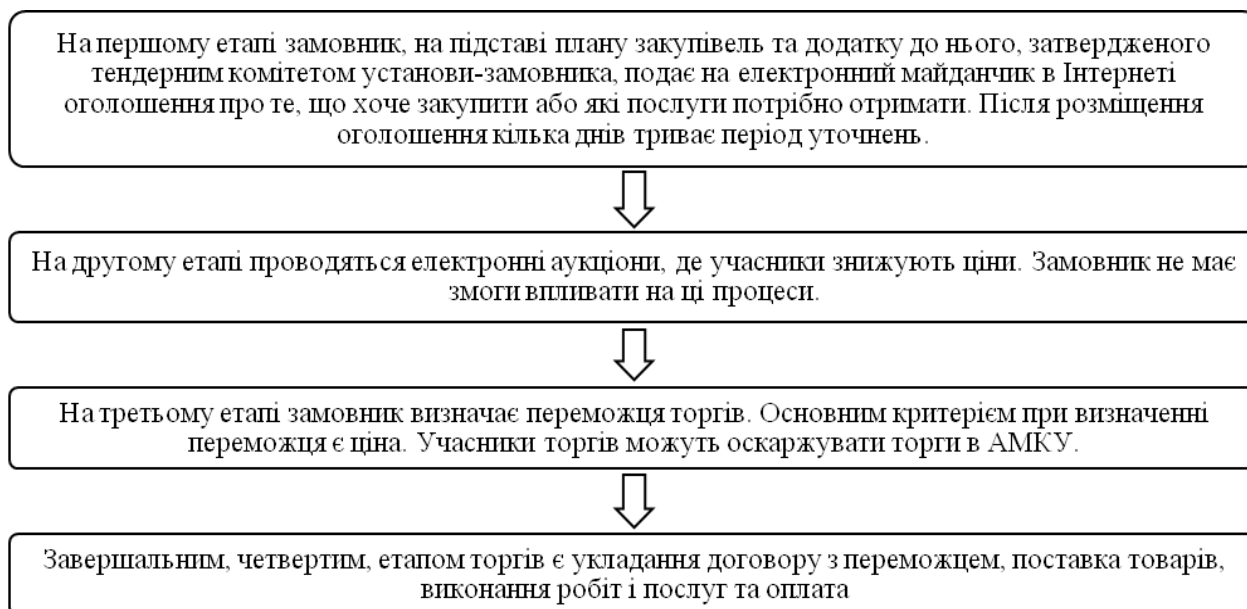 На першому етапі замовник, на підставі плану закупівель та додатку до нього, затвердженого
тендерним комітетом установи-замовника, подає на електронний майданчик в Інтернеті
оголошення про те, що хоче закупити або які послуги потрібно отримати. Після розміщення
оголошення кілька днів триває період уточнень.
На другому етапі проводяться електронні аукціони, де учасники знижують ціни. Замовник не має
змоги впливати на ці процеси.
На третьому етапі замовник визначає переможця торгів. Основним критерієм при визначенні
переможця є ціна. Учасники торгів можуть оскаржувати торги в АМКУ.
Завершальним, четвертим, етапом торгів є укладання договору з переможцем, поставка товарів,
виконання робіт і послуг та оплата